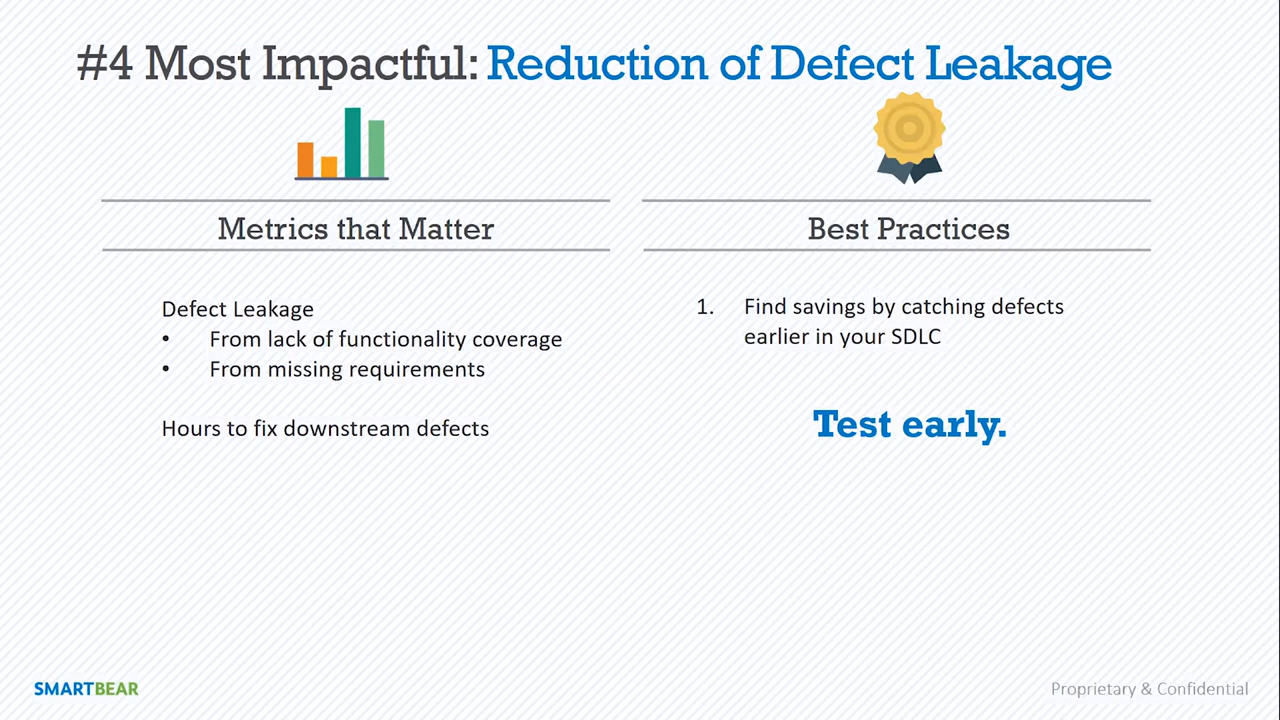 #4 Most Impactful: Reduction of Defect Leakage
Metrics that Matter
Defect Leakage
• From lack of functionality coverage
• From missing requirements
Hours to fix downstream defects
Best Practices
1. Find savings by catching defects
earlier in your SDLC
Test early.
SMARTBEAR
Proprietary & Confidential